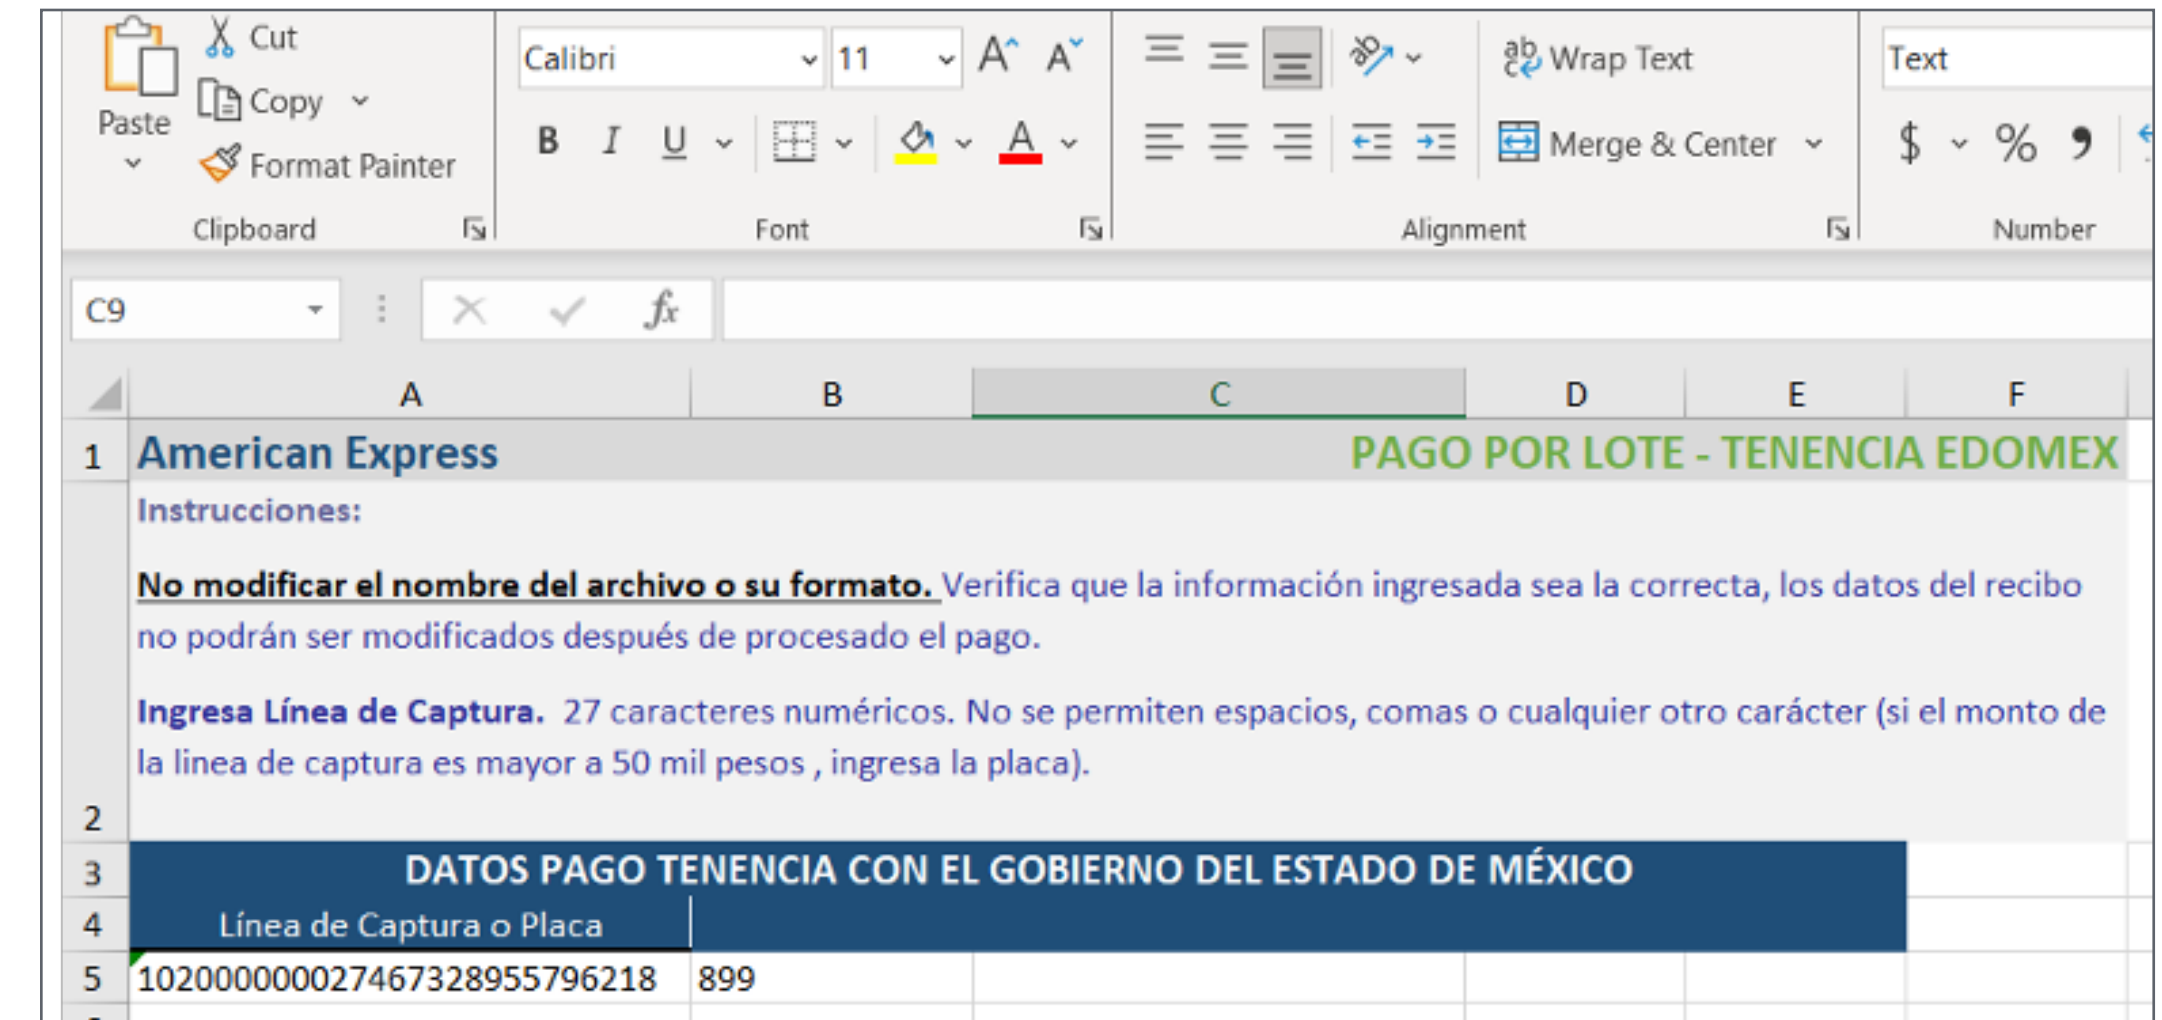 Cut
Calibri
11
Wrap Text
Text
Copy
Paste
Format Painter
B I U
A
Merge & Center
$ % ,
Clipboard
Font
Alignment
Number
C9
fx
A B C D E F
1 American Express PAGO POR LOTE - TENENCIA EDOMEX
Instrucciones:
No modificar el nombre del archivo o su formato. Verifica que la información ingresada sea la correcta, los datos del recibo
no podrán ser modificados después de procesado el pago.
Ingresa Línea de Captura. 27 caracteres numéricos. No se permiten espacios, comas o cualquier otro carácter (si el monto de
la linea de captura es mayor a 50 mil pesos , ingresa la placa).
2
3 DATOS PAGO TENENCIA CON EL GOBIERNO DEL ESTADO DE MÉXICO
4 Línea de Captura o Placa
5 102000000027467328955796218 899